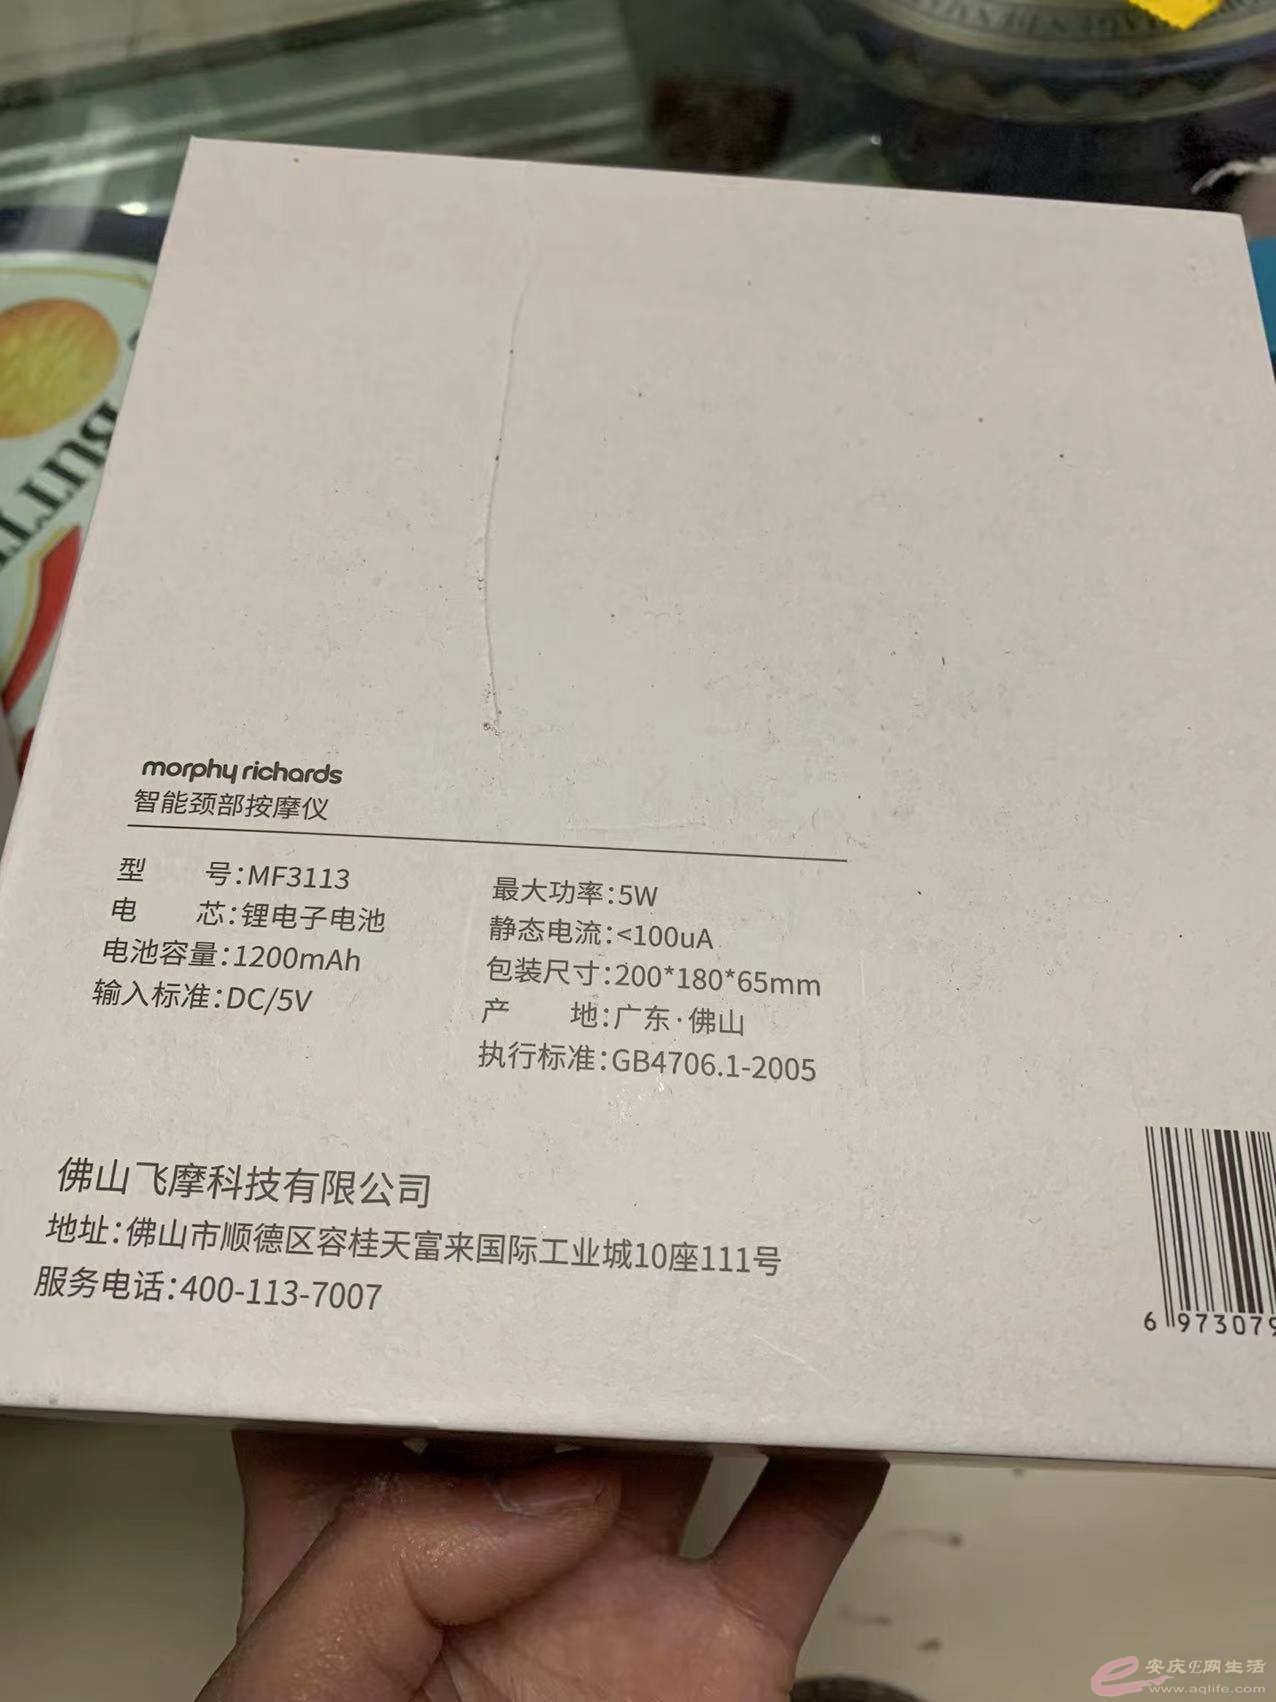 BUTT
morphy richards
智能颈部按摩仪
型 号:MF3113
电 芯:锂电子电池
电池容量:1200mAh
输入标准:DC/5V
最大功率:5W
静态电流:<100uA
包装尺寸:200*180*65mm
产 地:广东·佛山
执行标准:GB4706.1-2005
佛山飞摩科技有限公司
地址:佛山市顺德区容桂天富来国际工业城10座111号
服务电话:400-113-7007
6 973079
安庆E网生活
www.aqlife.com